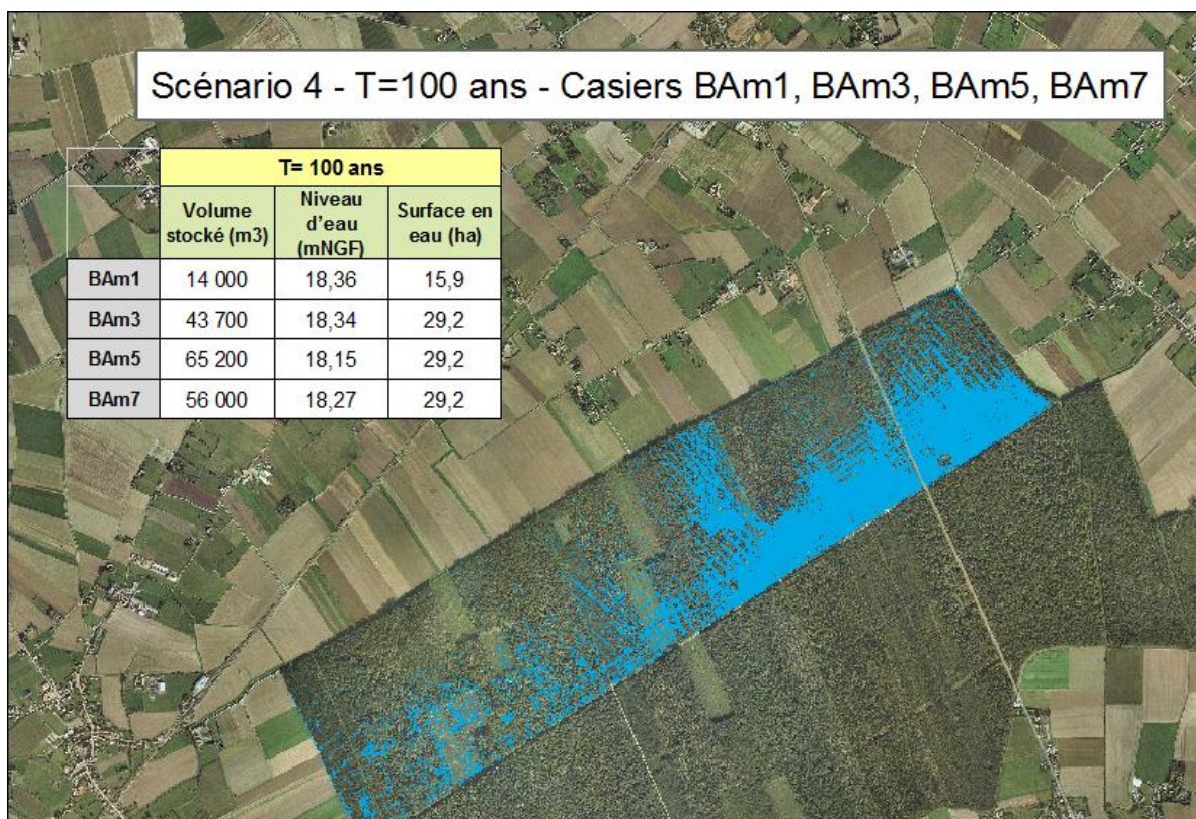 Scénario 4 - T=100 ans - Casiers BAm1, BAm3, BAm5, BAm7
T= 100 ans
Volume stocké (m3) Niveau d'eau (mNGF) Surface en eau (ha)
BAm1 14 000 18,36 15,9
BAm3 43 700 18,34 29,2
BAm5 65 200 18,15 29,2
BAm7 56 000 18,27 29,2